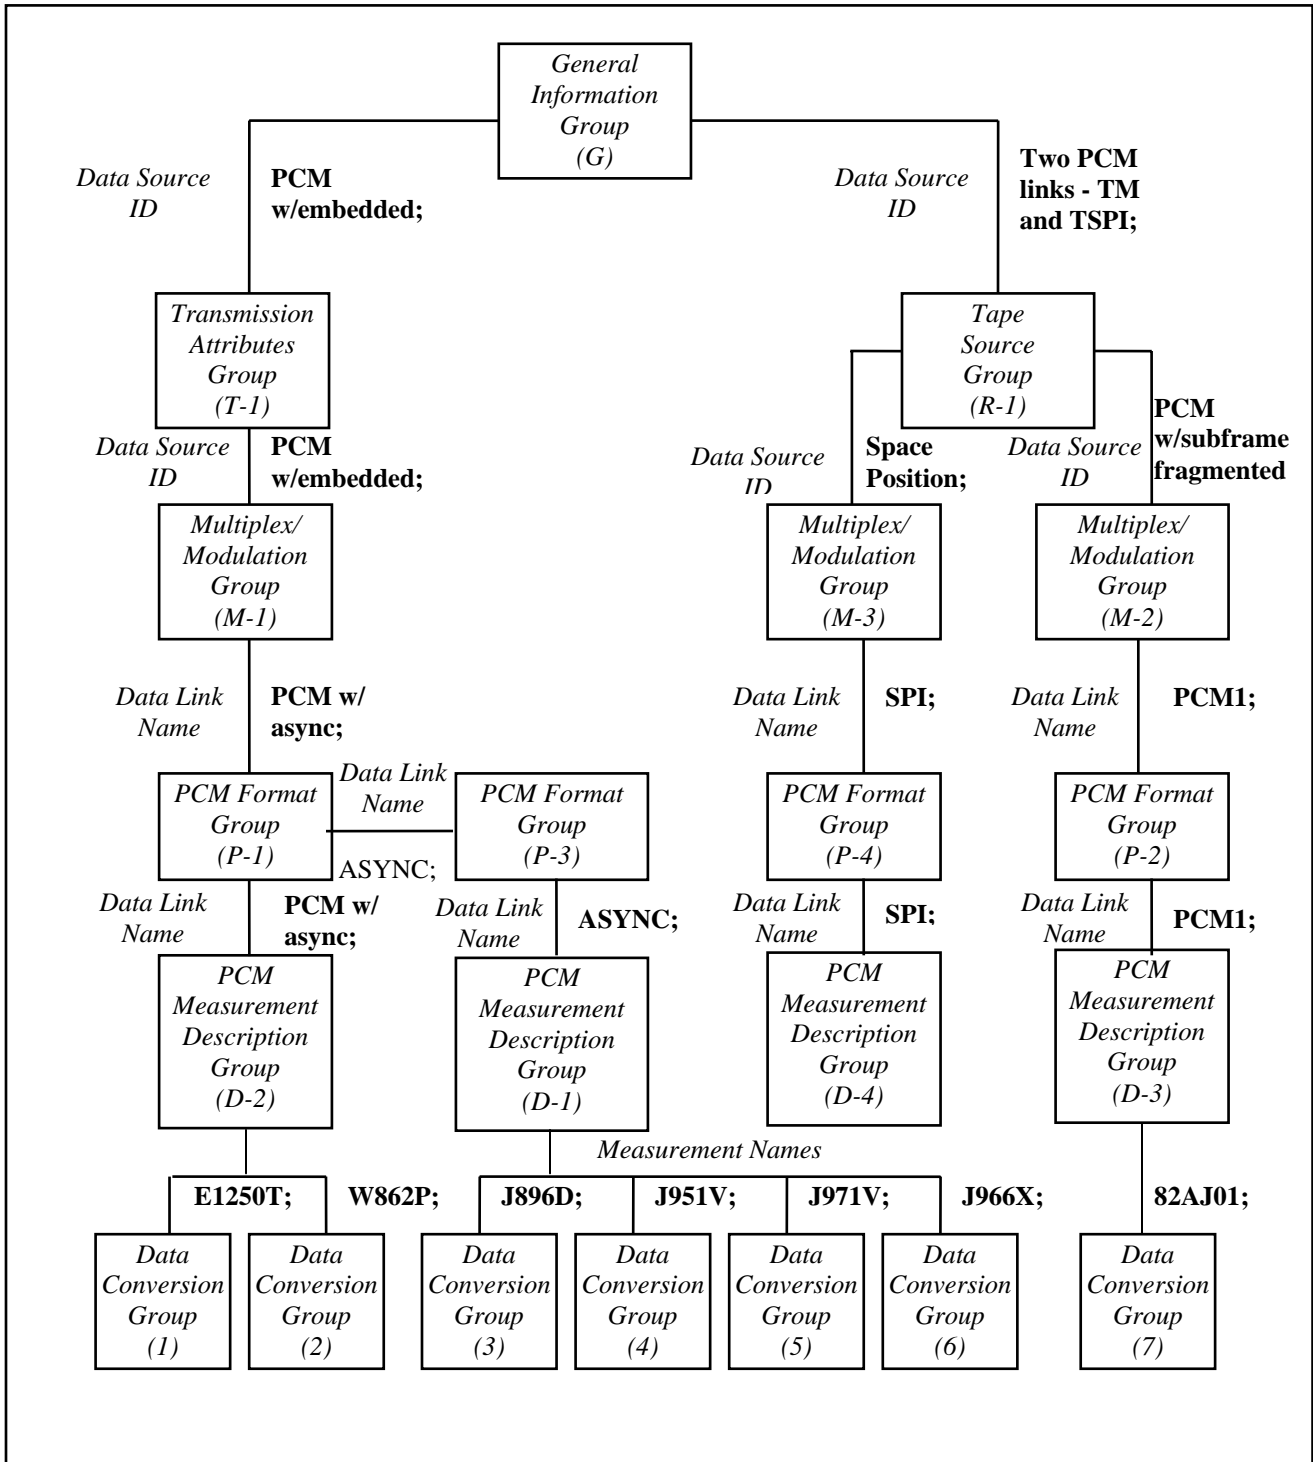 General
Information
Group
(G)
Data Source
ID
PCM
w/embedded;
Data Source
ID
Two PCM
links - TM
and TSPI;
Transmission
Attributes
Group
(T-1)
Tape
Source
Group
(R-1)
Data Source
ID
PCM
w/embedded;
Data Source
ID
Space
Position;
Data Source
ID
PCM
w/subframe
fragmented
Multiplex/
Modulation
Group
(M-1)
Multiplex/
Modulation
Group
(M-3)
Multiplex/
Modulation
Group
(M-2)
Data Link
Name
PCM w/
async;
Data Link
Name
SPI;
Data Link
Name
PCM1;
PCM Format
Group
(P-1)
Data Link
Name
ASYNC;
PCM Format
Group
(P-3)
PCM Format
Group
(P-4)
PCM Format
Group
(P-2)
Data Link
Name
PCM w/
async;
Data Link
Name
ASYNC;
Data Link
Name
SPI;
Data Link
Name
PCM1;
PCM
Measurement
Description
Group
(D-2)
PCM
Measurement
Description
Group
(D-1)
PCM
Measurement
Description
Group
(D-4)
PCM
Measurement
Description
Group
(D-3)
Measurement Names
E1250T;
W862P;
J896D;
J951V;
J971V;
J966X;
82AJ01;
Data
Conversion
Group
(1)
Data
Conversion
Group
(2)
Data
Conversion
Group
(3)
Data
Conversion
Group
(4)
Data
Conversion
Group
(5)
Data
Conversion
Group
(6)
Data
Conversion
Group
(7)